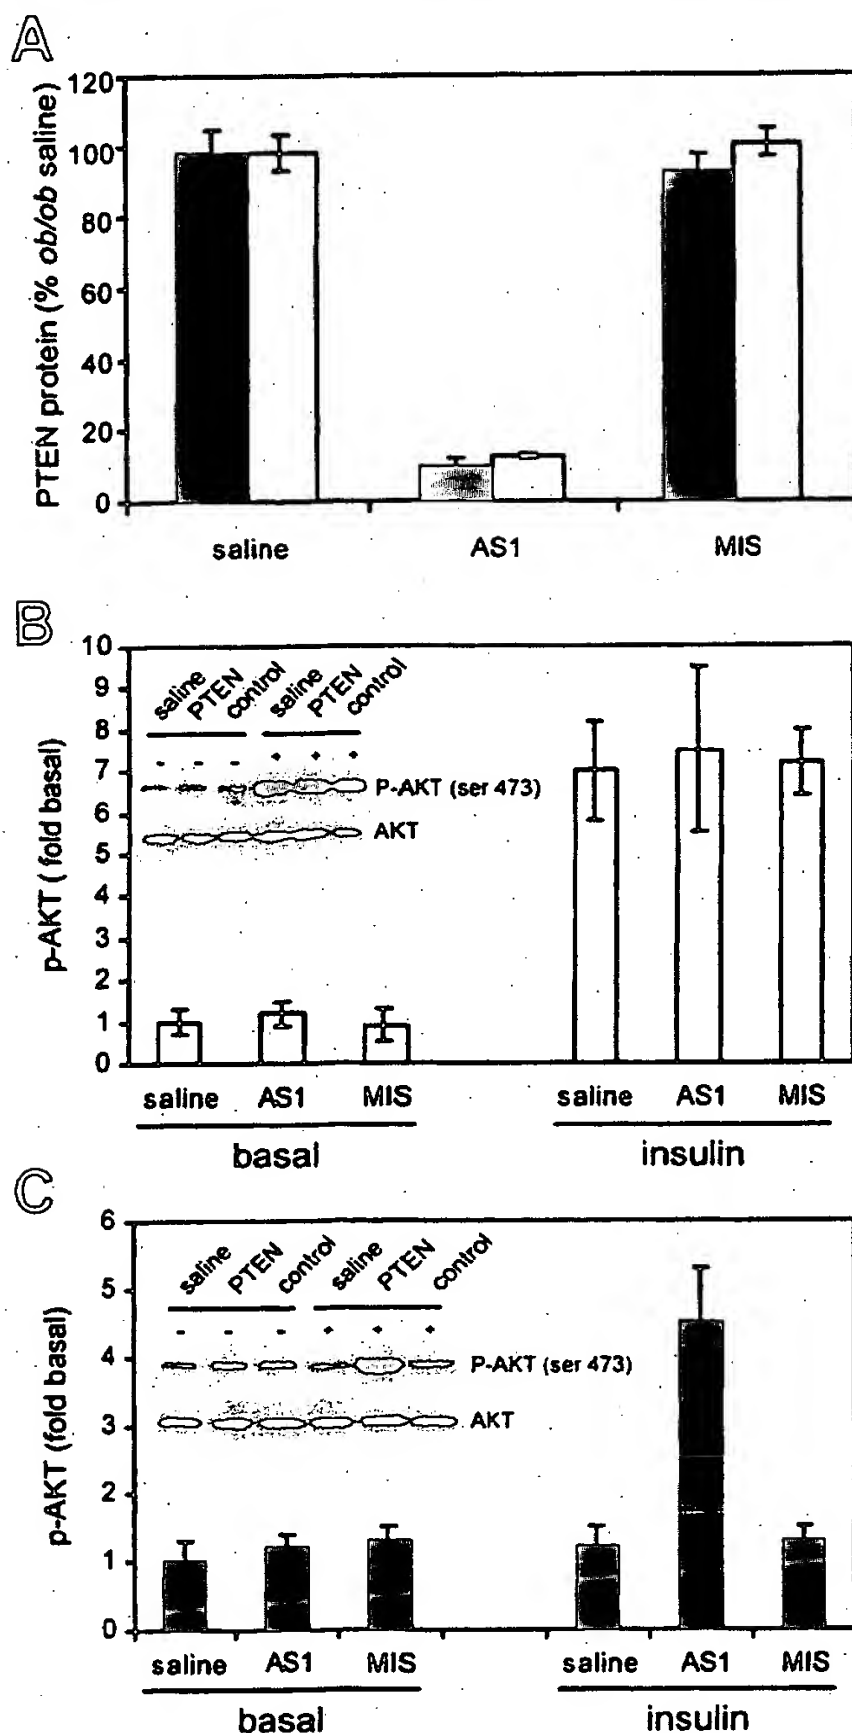 A
PTEN protein (% ob/ob saline)
120
100
80
60
40
20
0
saline AS1 MIS
B
p-AKT ( fold basal)
10
9
8
7
6
5
4
3
2
1
0
saline PTEN control saline PTEN control
- - - + + +
P-AKT (ser 473)
AKT
saline AS1 MIS saline AS1 MIS
basal insulin
C
p-AKT (fold basal)
6
5
4
3
2
1
0
saline PTEN control saline PTEN control
- - - + + +
P-AKT (ser 473)
AKT
saline AS1 MIS saline AS1 MIS
basal insulin